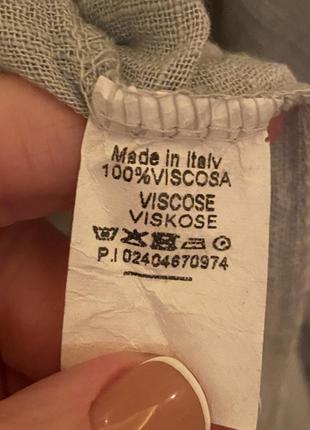 Made in Italy
100%VISCOSA
VISCOSE
VISKOSE
P.I 02404670974